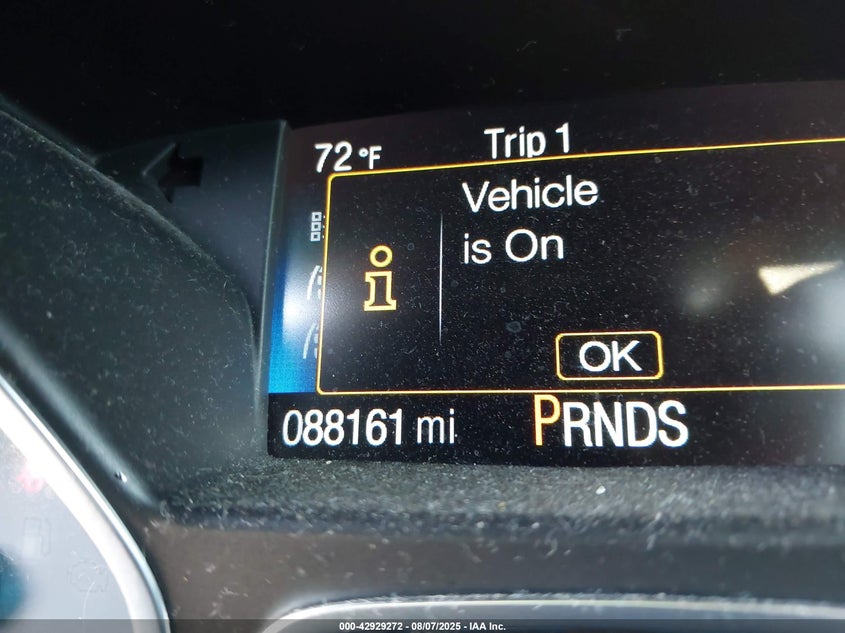 72 °F
Trip 1
Vehicle
is On
i
OK
088161 mi
PRNDS
000-42929272 - 08/07/2025 - IAA Inc.